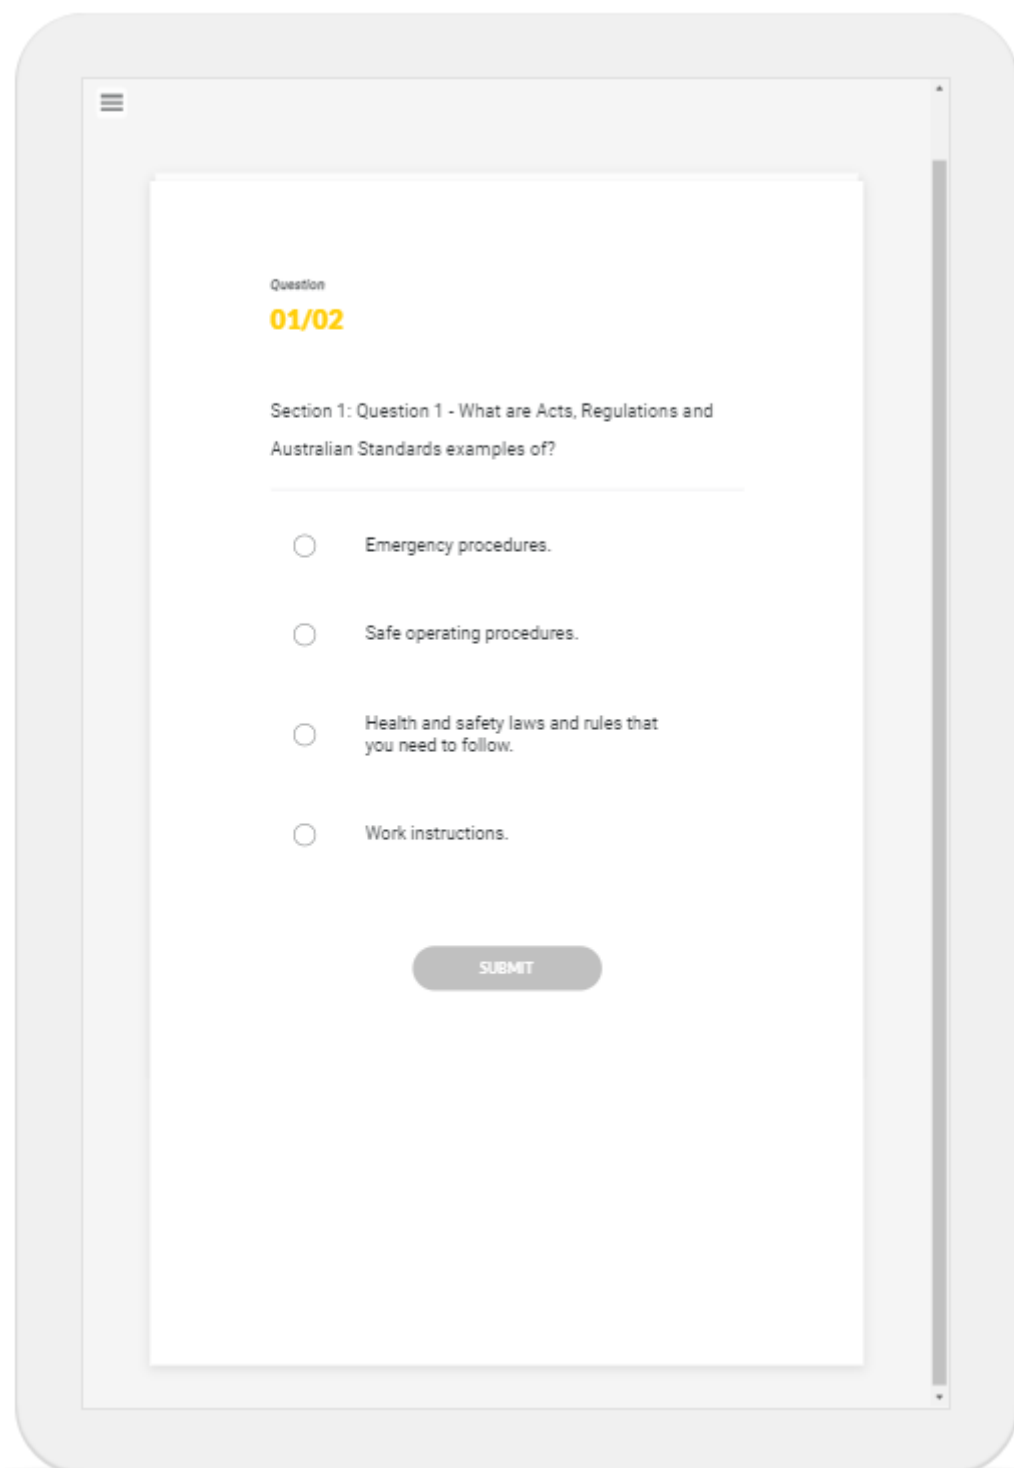 Question
01/02
Section 1: Question 1 - What are Acts, Regulations and
Australian Standards examples of?
Emergency procedures.
Safe operating procedures.
Health and safety laws and rules that
you need to follow.
Work instructions.
SUBMIT